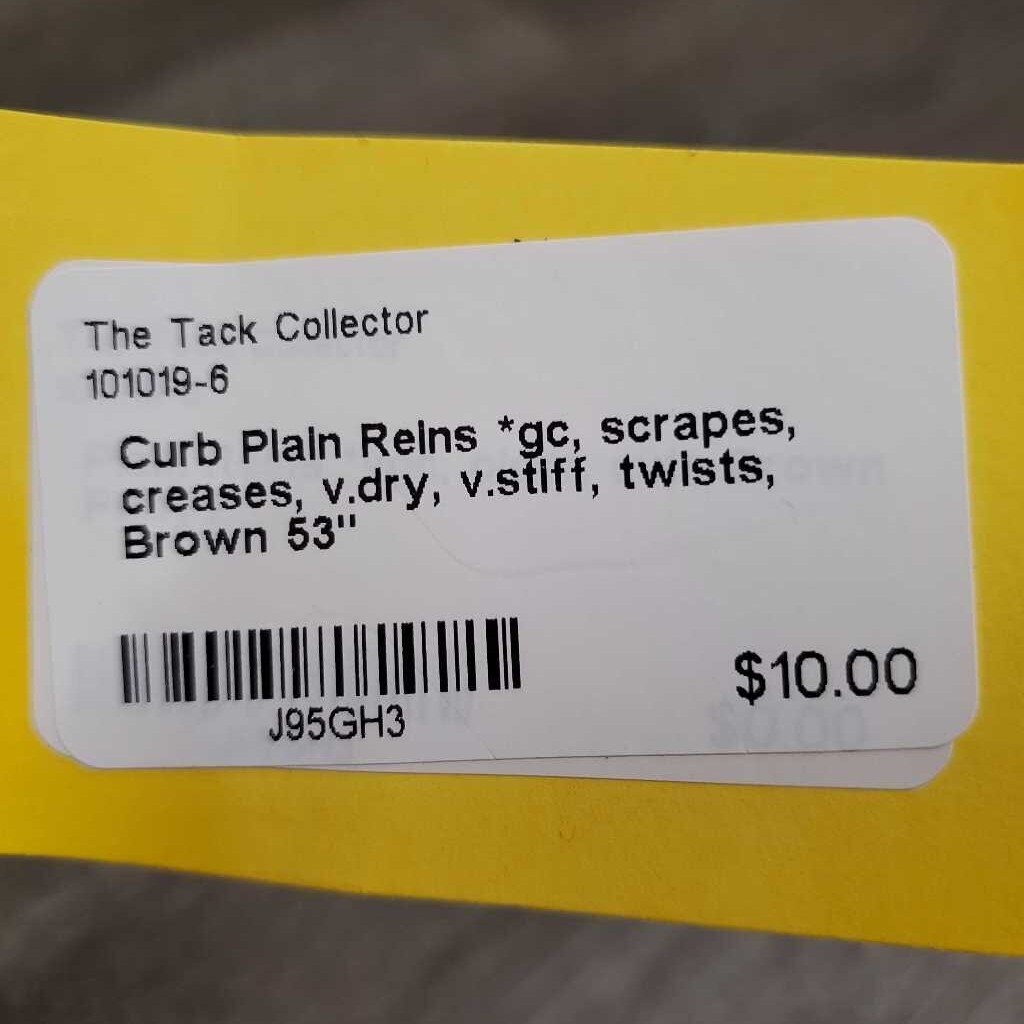 The Tack Collector
101019-6
Curb Plain Reins *gc, scrapes,
creases, v.dry, v.stiff, twists,
Brown 53"
J95GH3
$10.00